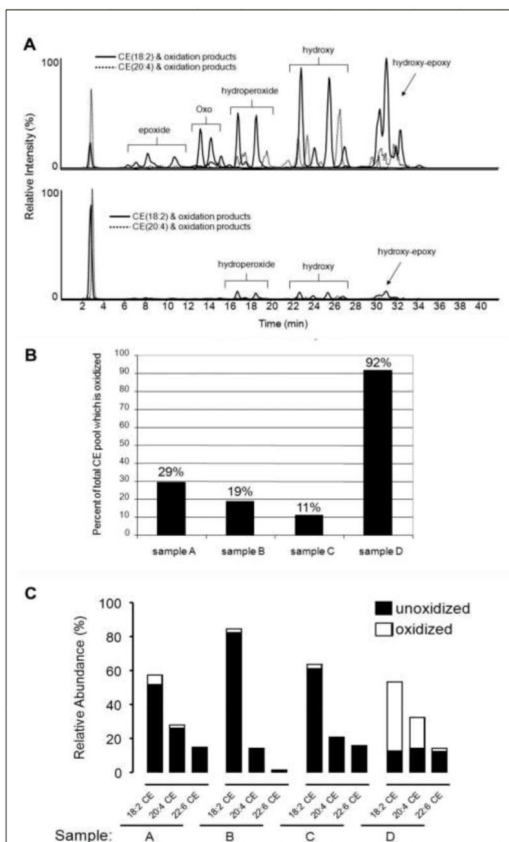 A
CE(18:2) & oxidation products
CE(20:4) & oxidation products
epoxide
Oxo
hydroperoxide
hydroxy
hydroxy-epoxy
Relative Intensity (%)
100
50
0
100
50
0
CE(18:2) & oxidation products
CE(20:4) & oxidation products
hydroperoxide
hydroxy
hydroxy-epoxy
2 4 6 8 10 12 14 16 18 20 22 24 26 28 30 32 34 36 38 40
Time (min)
B
Percent of total CE pool which is oxidized
100
90
80
70
60
50
40
30
20
10
0
29%
19%
11%
92%
sample A sample B sample C sample D
C
unoxidized
oxidized
Relative Abundance (%)
100
80
60
40
20
0
18:2 CE 20:4 CE 22:6 CE 18:2 CE 20:4 CE 22:6 CE 18:2 CE 20:4 CE 22:6 CE 18:2 CE 20:4 CE 22:6 CE
Sample: A B C D